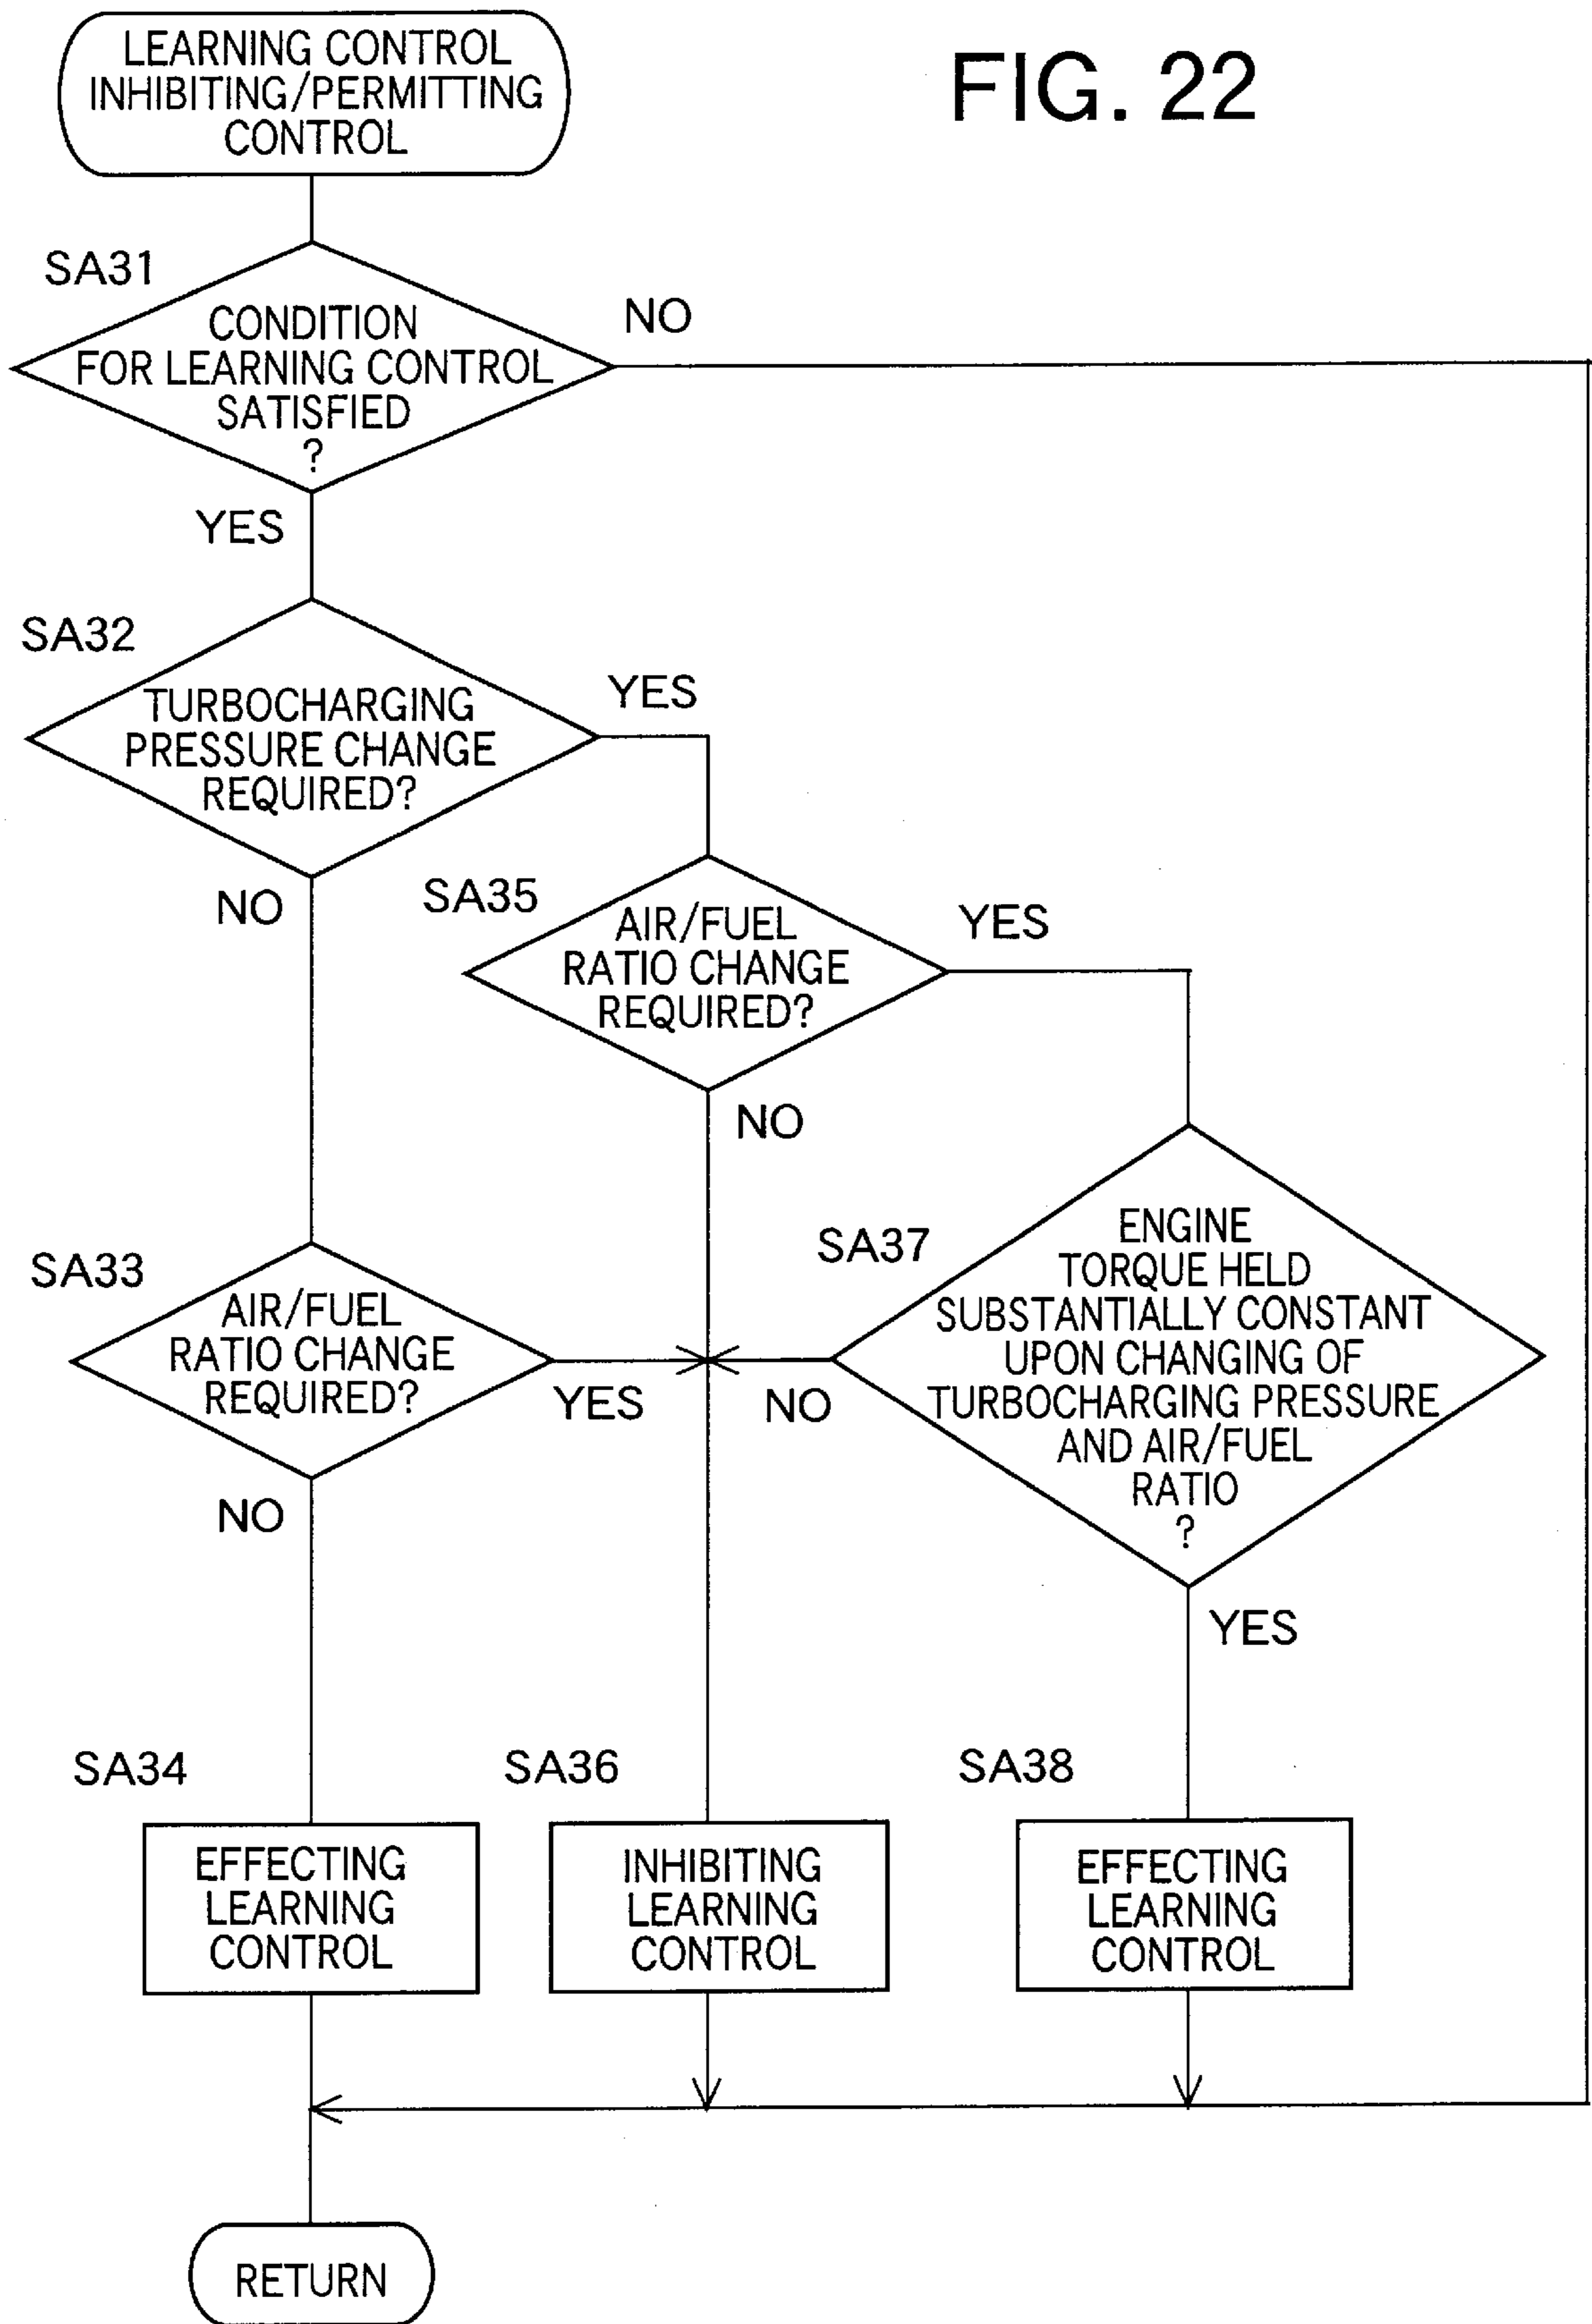 LEARNING CONTROL
INHIBITING/PERMITTING
CONTROL
FIG. 22
SA31
CONDITION
FOR LEARNING CONTROL
SATISFIED
?
NO
YES
SA32
TURBOCHARGING
PRESSURE CHANGE
REQUIRED?
YES
NO
SA35
AIR/FUEL
RATIO CHANGE
REQUIRED?
YES
NO
SA33
AIR/FUEL
RATIO CHANGE
REQUIRED?
YES
NO
SA37
ENGINE
TORQUE HELD
SUBSTANTIALLY CONSTANT
UPON CHANGING OF
TURBOCHARGING PRESSURE
AND AIR/FUEL
RATIO
?
NO
YES
SA34
EFFECTING
LEARNING
CONTROL
SA36
INHIBITING
LEARNING
CONTROL
SA38
EFFECTING
LEARNING
CONTROL
RETURN